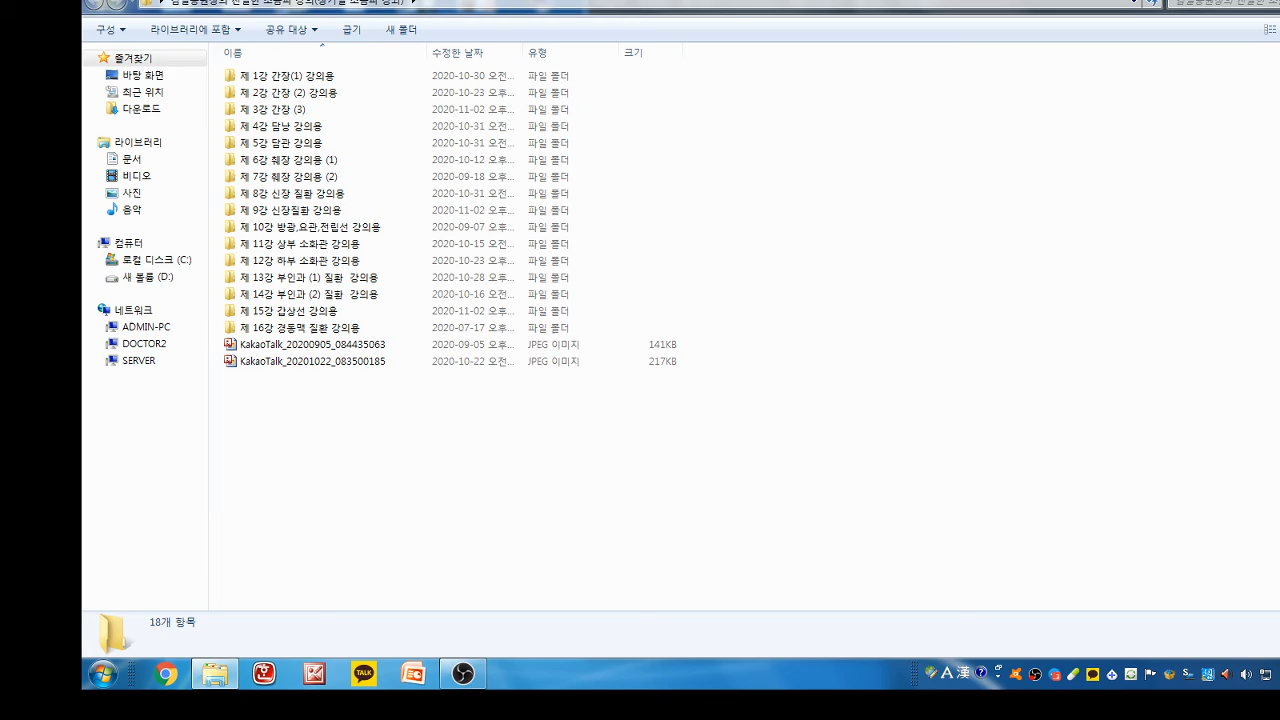 구성 라이브러리에 포함 공유 대상 굽기 새 폴더
이름 수정한 날짜 유형 크기
즐겨찾기
바탕 화면
최근 위치
다운로드
라이브러리
문서
비디오
사진
음악
컴퓨터
로컬 디스크 (C:)
새 볼륨 (D:)
네트워크
ADMIN-PC
DOCTOR2
SERVER
제 1강 간장(1) 강의용 2020-10-30 오전... 파일 폴더
제 2강 간장 (2) 강의용 2020-10-23 오후... 파일 폴더
제 3강 간장 (3) 2020-11-02 오후... 파일 폴더
제 4강 담낭 강의용 2020-10-31 오전... 파일 폴더
제 5강 담관 강의용 2020-10-31 오전... 파일 폴더
제 6강 췌장 강의용 (1) 2020-10-12 오후... 파일 폴더
제 7강 췌장 강의용 (2) 2020-09-18 오전... 파일 폴더
제 8강 신장 질환 강의용 2020-10-31 오전... 파일 폴더
제 9강 신장질환 강의용 2020-11-02 오후... 파일 폴더
제 10강 방광,요관,전립선 강의용 2020-09-07 오전... 파일 폴더
제 11강 상부 소화관 강의용 2020-10-15 오전... 파일 폴더
제 12강 하부 소화관 강의용 2020-10-23 오전... 파일 폴더
제 13강 부인과 (1) 질환 강의용 2020-10-28 오전... 파일 폴더
제 14강 부인과 (2) 질환 강의용 2020-10-16 오전... 파일 폴더
제 15강 갑상선 강의용 2020-11-02 오후... 파일 폴더
제 16강 경동맥 질환 강의용 2020-07-17 오후... 파일 폴더
KakaoTalk_20200905_084435063 2020-09-05 오후... JPEG 이미지 141KB
KakaoTalk_20201022_083500185 2020-10-22 오전... JPEG 이미지 217KB
18개 항목
TALK
A 漢